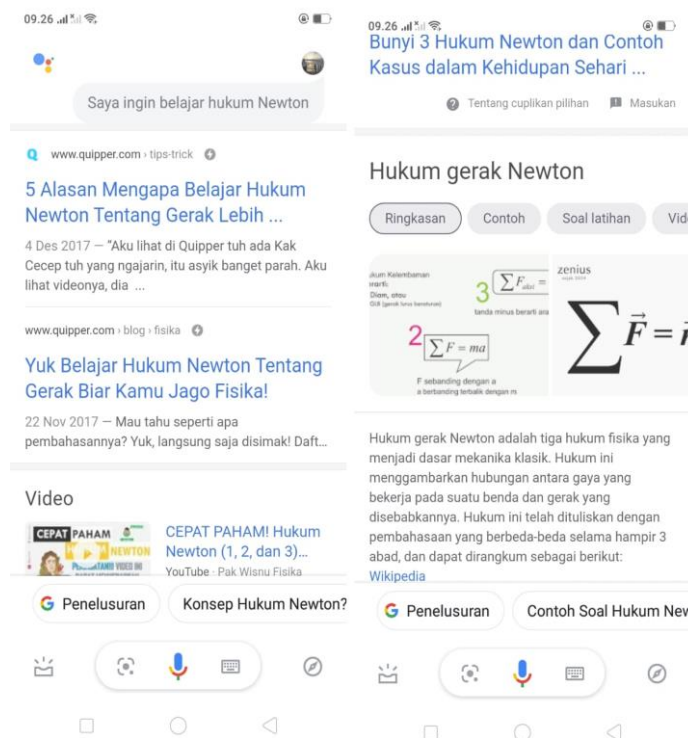 09.26
Saya ingin belajar hukum Newton
www.quipper.com › tips-trick
5 Alasan Mengapa Belajar Hukum
Newton Tentang Gerak Lebih ...
4 Des 2017 — "Aku lihat di Quipper tuh ada Kak
Cecep tuh yang ngajarin, itu asyik banget parah. Aku
lihat videonya, dia ...
www.quipper.com › blog › fisika
Yuk Belajar Hukum Newton Tentang
Gerak Biar Kamu Jago Fisika!
22 Nov 2017 — Mau tahu seperti apa
pembahasannya? Yuk, langsung saja disimak! Daft...
Video
CEPAT PAHAM
NEWTON
CEPAT PAHAM! Hukum
Newton (1, 2, dan 3)...
YouTube · Pak Wisnu Fisika
G Penelusuran
Konsep Hukum Newton?
09.26
Bunyi 3 Hukum Newton dan Contoh
Kasus dalam Kehidupan Sehari ...
Tentang cuplikan pilihan
Masukan
Hukum gerak Newton
Ringkasan
Contoh
Soal latihan
Vid
Diam, atau
3
∑F =
tanda minus berarti ara
2
∑F = ma
F sebanding dengan a
a berbanding terbalik dengan m
zenius
∑F =
Hukum gerak Newton adalah tiga hukum fisika yang
menjadi dasar mekanika klasik. Hukum ini
menggambarkan hubungan antara gaya yang
bekerja pada suatu benda dan gerak yang
disebabkannya. Hukum ini telah dituliskan dengan
pembahasaan yang berbeda-beda selama hampir 3
abad, dan dapat dirangkum sebagai berikut:
Wikipedia
G Penelusuran
Contoh Soal Hukum New